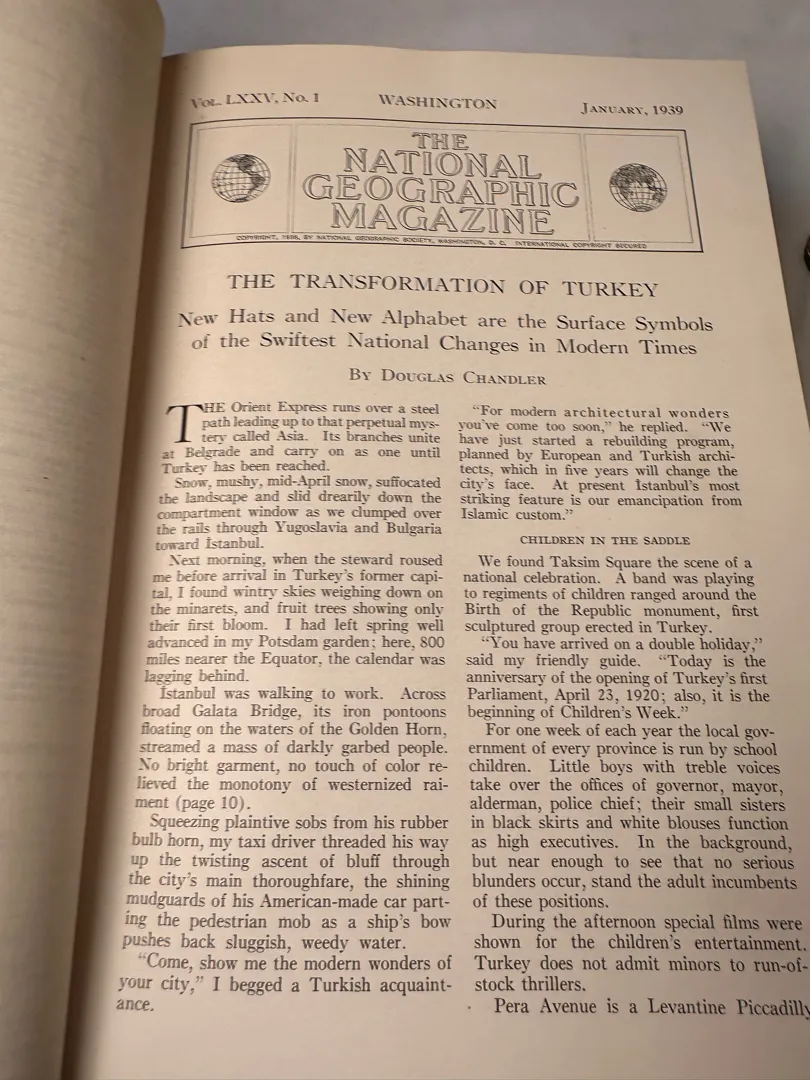 VOL. LXXV, No. 1 WASHINGTON JANUARY, 1939
THE
NATIONAL
GEOGRAPHIC
MAGAZINE
COPYRIGHT, 1938, BY NATIONAL GEOGRAPHIC SOCIETY, WASHINGTON, D. C. INTERNATIONAL COPYRIGHT SECURED
THE TRANSFORMATION OF TURKEY
New Hats and New Alphabet are the Surface Symbols
of the Swiftest National Changes in Modern Times
BY DOUGLAS CHANDLER
THE Orient Express runs over a steel
path leading up to that perpetual mys-
tery called Asia. Its branches unite
at Belgrade and carry on as one until
Turkey has been reached.
Snow, mushy, mid-April snow, suffocated
the landscape and slid drearily down the
compartment window as we clumped over
the rails through Yugoslavia and Bulgaria
toward İstanbul.
Next morning, when the steward roused
me before arrival in Turkey's former capi-
tal, I found wintry skies weighing down on
the minarets, and fruit trees showing only
their first bloom. I had left spring well
advanced in my Potsdam garden; here, 800
miles nearer the Equator, the calendar was
lagging behind.
İstanbul was walking to work. Across
broad Galata Bridge, its iron pontoons
floating on the waters of the Golden Horn,
streamed a mass of darkly garbed people.
No bright garment, no touch of color re-
lieved the monotony of westernized rai-
ment (page 10).
Squeezing plaintive sobs from his rubber
bulb horn, my taxi driver threaded his way
up the twisting ascent of bluff through
the city's main thoroughfare, the shining
mudguards of his American-made car part-
ing the pedestrian mob as a ship's bow
pushes back sluggish, weedy water.
"Come, show me the modern wonders of
your city," I begged a Turkish acquaint-
ance.
"For modern architectural wonders
you've come too soon," he replied. "We
have just started a rebuilding program,
planned by European and Turkish archi-
tects, which in five years will change the
city's face. At present İstanbul's most
striking feature is our emancipation from
Islamic custom."
CHILDREN IN THE SADDLE
We found Taksim Square the scene of a
national celebration. A band was playing
to regiments of children ranged around the
Birth of the Republic monument, first
sculptured group erected in Turkey.
"You have arrived on a double holiday,"
said my friendly guide. "Today is the
anniversary of the opening of Turkey's first
Parliament, April 23, 1920; also, it is the
beginning of Children's Week."
For one week of each year the local gov-
ernment of every province is run by school
children. Little boys with treble voices
take over the offices of governor, mayor,
alderman, police chief; their small sisters
in black skirts and white blouses function
as high executives. In the background,
but near enough to see that no serious
blunders occur, stand the adult incumbents
of these positions.
During the afternoon special films were
shown for the children's entertainment.
Turkey does not admit minors to run-of-
stock thrillers.
Pera Avenue is a Levantine Piccadilly